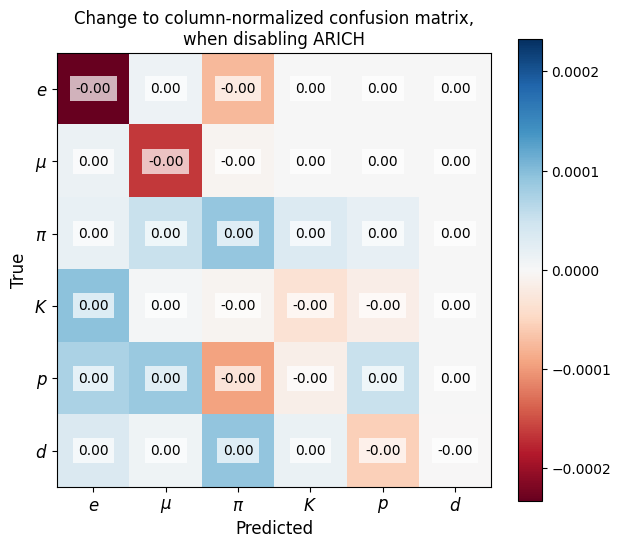 Change to column-normalized confusion matrix,
when disabling ARICH
e -0.00 0.00 -0.00 0.00 0.00 0.00
μ 0.00 -0.00 -0.00 0.00 0.00 0.00
π 0.00 0.00 0.00 0.00 0.00 0.00
K 0.00 0.00 -0.00 -0.00 -0.00 0.00
p 0.00 0.00 -0.00 -0.00 0.00 0.00
d 0.00 0.00 0.00 0.00 -0.00 -0.00
e μ π K p d
Predicted
True
0.0002
0.0001
0.0000
−0.0001
−0.0002